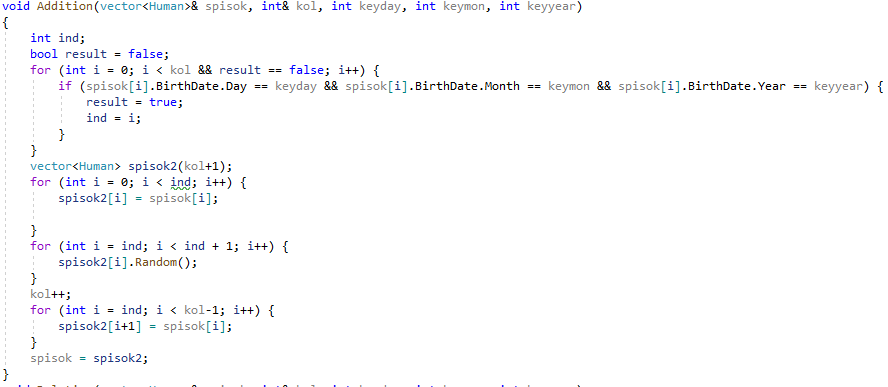 void Addition(vector<Human>& spisok, int& kol, int keyday, int keymon, int keyyear)
{
    int ind;
    bool result = false;
    for (int i = 0; i < kol && result == false; i++) {
        if (spisok[i].BirthDate.Day == keyday && spisok[i].BirthDate.Month == keymon && spisok[i].BirthDate.Year == keyyear) {
            result = true;
            ind = i;
        }
    }
    vector<Human> spisok2(kol+1);
    for (int i = 0; i < ind; i++) {
        spisok2[i] = spisok[i];

    }
    for (int i = ind; i < ind + 1; i++) {
        spisok2[i].Random();
    }
    kol++;
    for (int i = ind; i < kol-1; i++) {
        spisok2[i+1] = spisok[i];
    }
    spisok = spisok2;
}